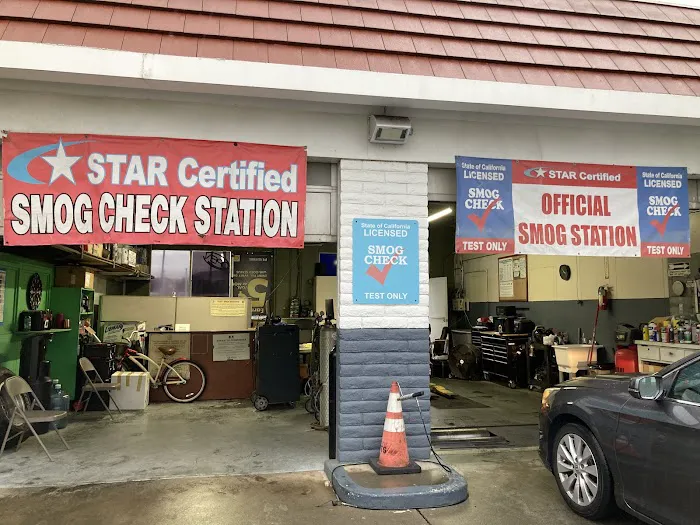 STAR Certified
SMOG CHECK STATION
State of California
LICENSED
SMOG
CHECK
TEST ONLY
State of California
LICENSED
SMOG
CHECK
TEST ONLY
STAR Certified
OFFICIAL
SMOG STATION
State of California
LICENSED
SMOG
CHECK
TEST ONLY